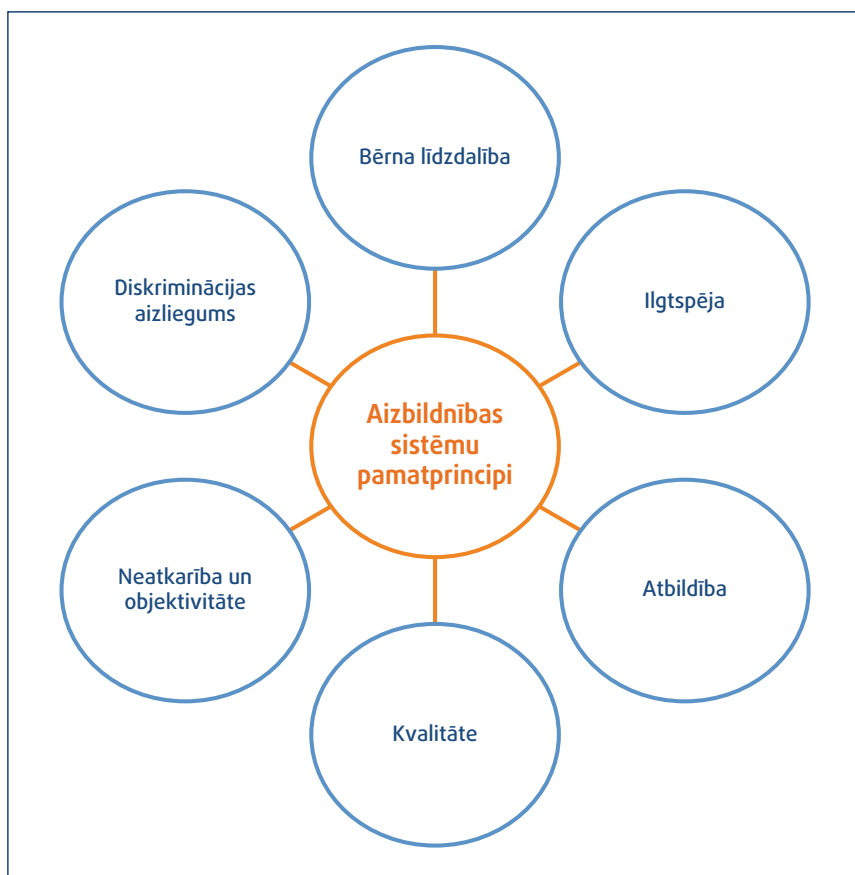 Bērna līdzdalība
Diskriminācijas
aizliegums
Ilgtspēja
Aizbildnības
sistēmu
pamatprincipi
Neatkarība un
objektivitāte
Atbildība
Kvalitāte